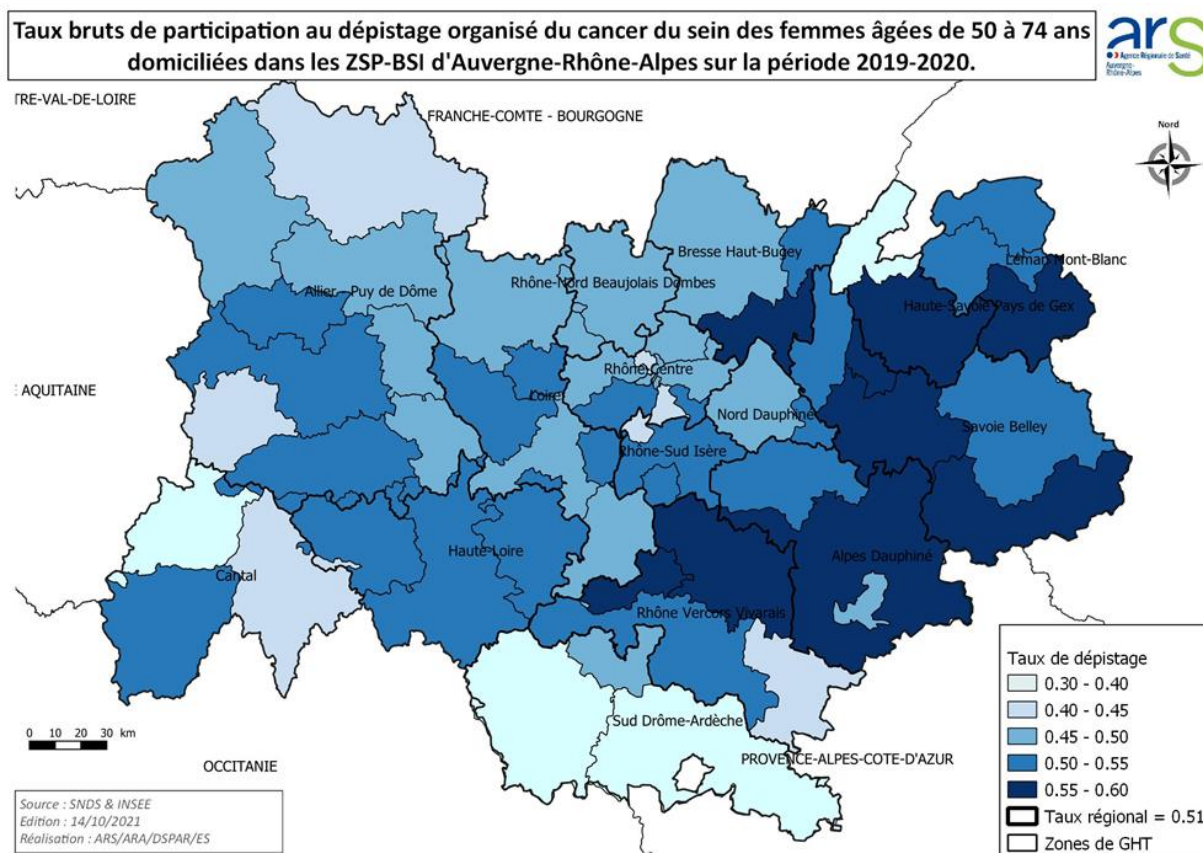 Taux bruts de participation au dépistage organisé du cancer du sein des femmes âgées de 50 à 74 ans
domiciliées dans les ZSP-BSI d'Auvergne-Rhône-Alpes sur la période 2019-2020.
ars
Agence Régionale de Santé
Auvergne-
Rhône-Alpes
TRE-VAL-DE-LOIRE
FRANCHE-COMTE - BOURGOGNE
Nord
Bresse Haut-Bugey
Léman Mont-Blanc
Rhône-Nord Beaujolais Dombes
Allier - Puy de Dôme
Haute-Savoie Pays de Gex
Rhône-Centre
AQUITAINE
Loire
Nord Dauphiné
Savoie Belley
Rhône-Sud Isère
Haute-Loire
Alpes Dauphiné
Cantal
Rhône Vercors Vivarais
Sud Drôme-Ardèche
PROVENCE-ALPES-COTE-D'AZUR
OCCITANIE
0 10 20 30 km
Taux de dépistage
0.30 - 0.40
0.40 - 0.45
0.45 - 0.50
0.50 - 0.55
0.55 - 0.60
Taux régional = 0.51
Zones de GHT
Source : SNDS & INSEE
Edition : 14/10/2021
Réalisation : ARS/ARA/DSPAR/ES